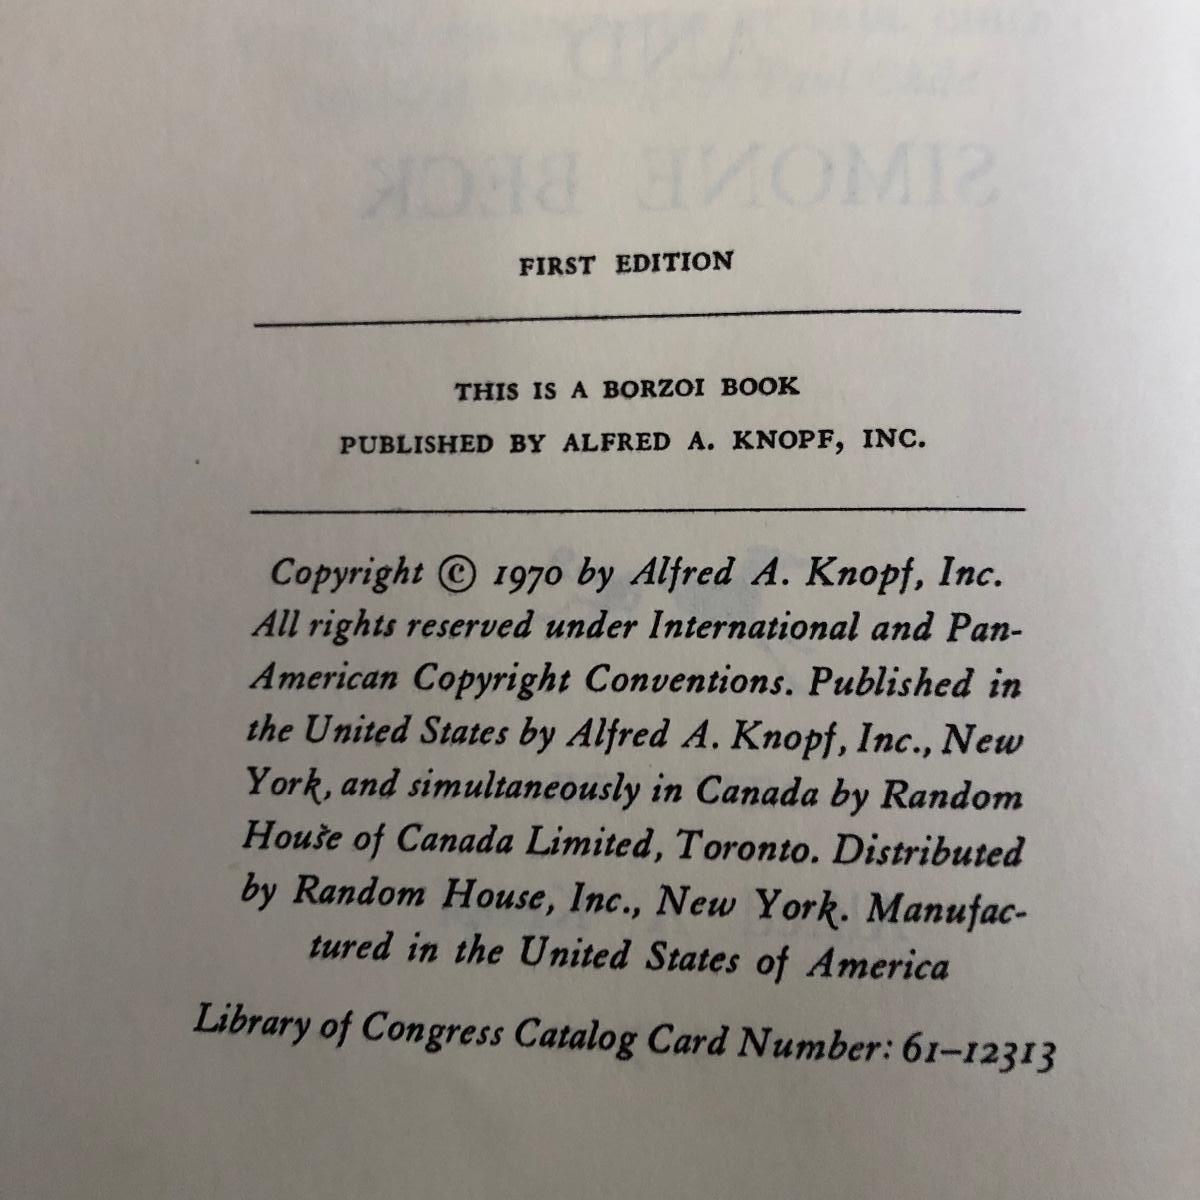 AND
SIMONE BECK
FIRST EDITION
THIS IS A BORZOI BOOK
PUBLISHED BY ALFRED A. KNOPF, INC.
Copyright © 1970 by Alfred A. Knopf, Inc.
All rights reserved under International and Pan-
American Copyright Conventions. Published in
the United States by Alfred A. Knopf, Inc., New
York, and simultaneously in Canada by Random
House of Canada Limited, Toronto. Distributed
by Random House, Inc., New York. Manufac-
tured in the United States of America
Library of Congress Catalog Card Number: 61-12313